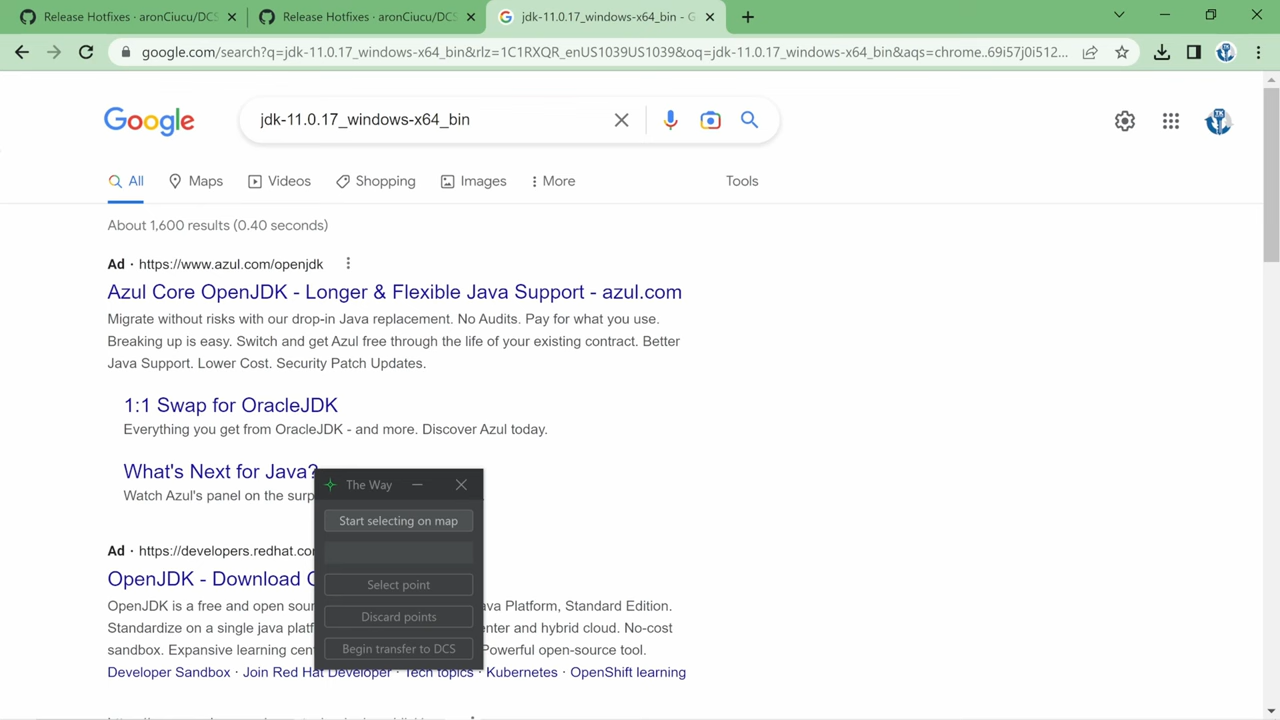 Release Hotfixes · aronCiucu/DCS
Release Hotfixes · aronCiucu/DCS
jdk-11.0.17_windows-x64_bin - G
google.com/search?q=jdk-11.0.17_windows-x64_bin&rlz=1C1RXQR_enUS1039US1039&oq=jdk-11.0.17_windows-x64_bin&aqs=chrome..69i57j0i512...
Google
jdk-11.0.17_windows-x64_bin
All
Maps
Videos
Shopping
Images
More
Tools
About 1,600 results (0.40 seconds)
Ad · https://www.azul.com/openjdk
Azul Core OpenJDK - Longer & Flexible Java Support - azul.com
Migrate without risks with our drop-in Java replacement. No Audits. Pay for what you use.
Breaking up is easy. Switch and get Azul free through the life of your existing contract. Better
Java Support. Lower Cost. Security Patch Updates.
1:1 Swap for OracleJDK
Everything you get from OracleJDK - and more. Discover Azul today.
What's Next for Java?
Watch Azul's panel on the surp
Ad · https://developers.redhat.co
OpenJDK - Download
OpenJDK is a free and open sour ava Platform, Standard Edition.
Standardize on a single java platf enter and hybrid cloud. No-cost
sandbox. Expansive learning cen Powerful open-source tool.
Developer Sandbox · Join Red Hat Developer · Tech topics · Kubernetes · OpenShift learning
The Way
Start selecting on map
Select point
Discard points
Begin transfer to DCS